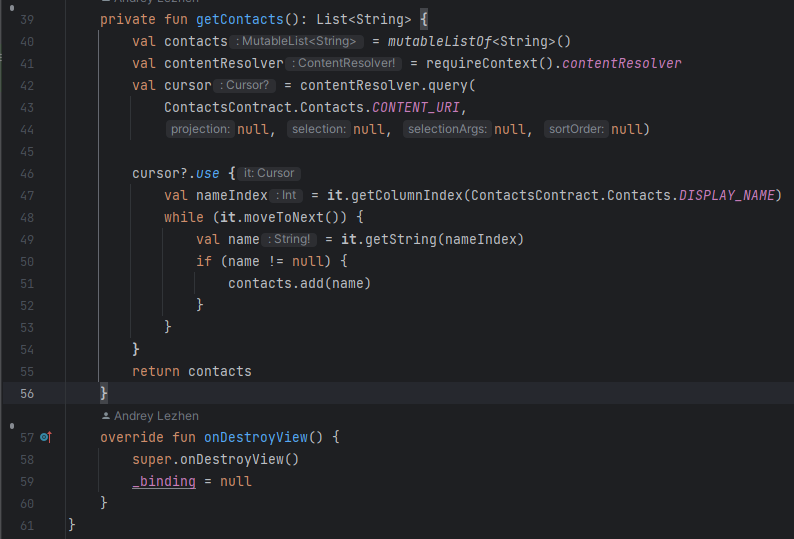 Andrey Lezhen
39 private fun getContacts(): List<String> {
40 val contacts : MutableList<String> = mutableListOf<String>()
41 val contentResolver : ContentResolver! = requireContext().contentResolver
42 val cursor : Cursor? = contentResolver.query(
43 ContactsContract.Contacts.CONTENT_URI,
44 projection: null, selection: null, selectionArgs: null, sortOrder: null)
45
46 cursor?.use { it: Cursor
47 val nameIndex : Int = it.getColumnIndex(ContactsContract.Contacts.DISPLAY_NAME)
48 while (it.moveToNext()) {
49 val name : String! = it.getString(nameIndex)
50 if (name != null) {
51 contacts.add(name)
52 }
53 }
54 }
55 return contacts
56 }
Andrey Lezhen
57 override fun onDestroyView() {
58 super.onDestroyView()
59 _binding = null
60 }
61 }